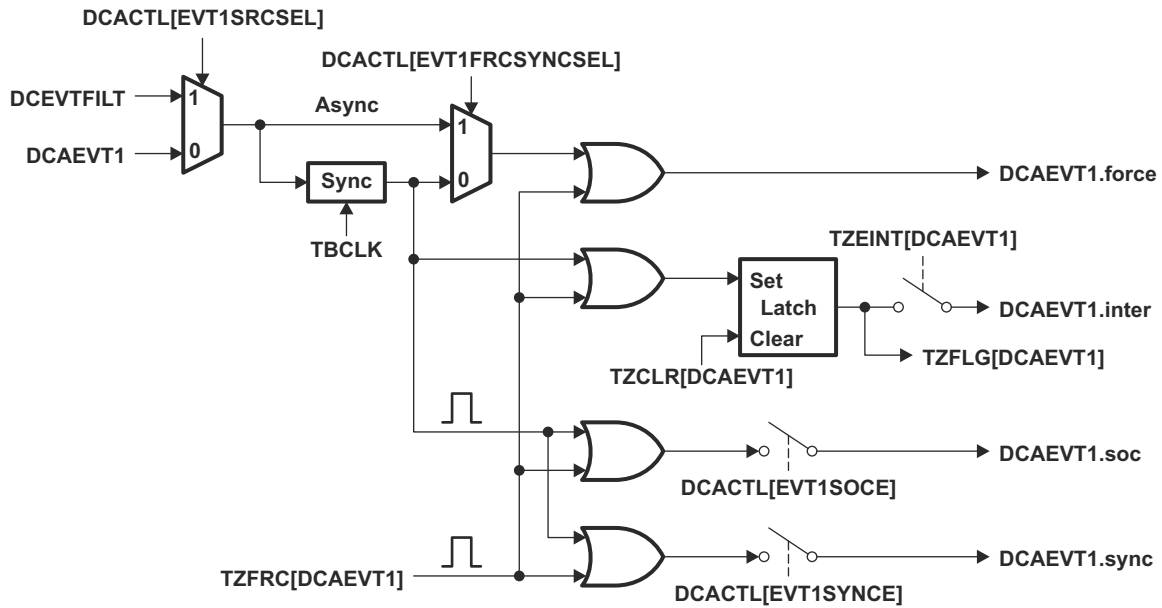 DCACTL[EVT1SRCSEL]
DCACTL[EVT1FRCSYNCSEL]
DCEVTFILT
1
Async
1
DCAEVT1
0
Sync
0
DCAEVT1.force
TBCLK
TZEINT[DCAEVT1]
Set
Latch
DCAEVT1.inter
Clear
TZCLR[DCAEVT1]
TZFLG[DCAEVT1]
DCAEVT1.soc
DCACTL[EVT1SOCE]
DCAEVT1.sync
TZFRC[DCAEVT1]
DCACTL[EVT1SYNCE]